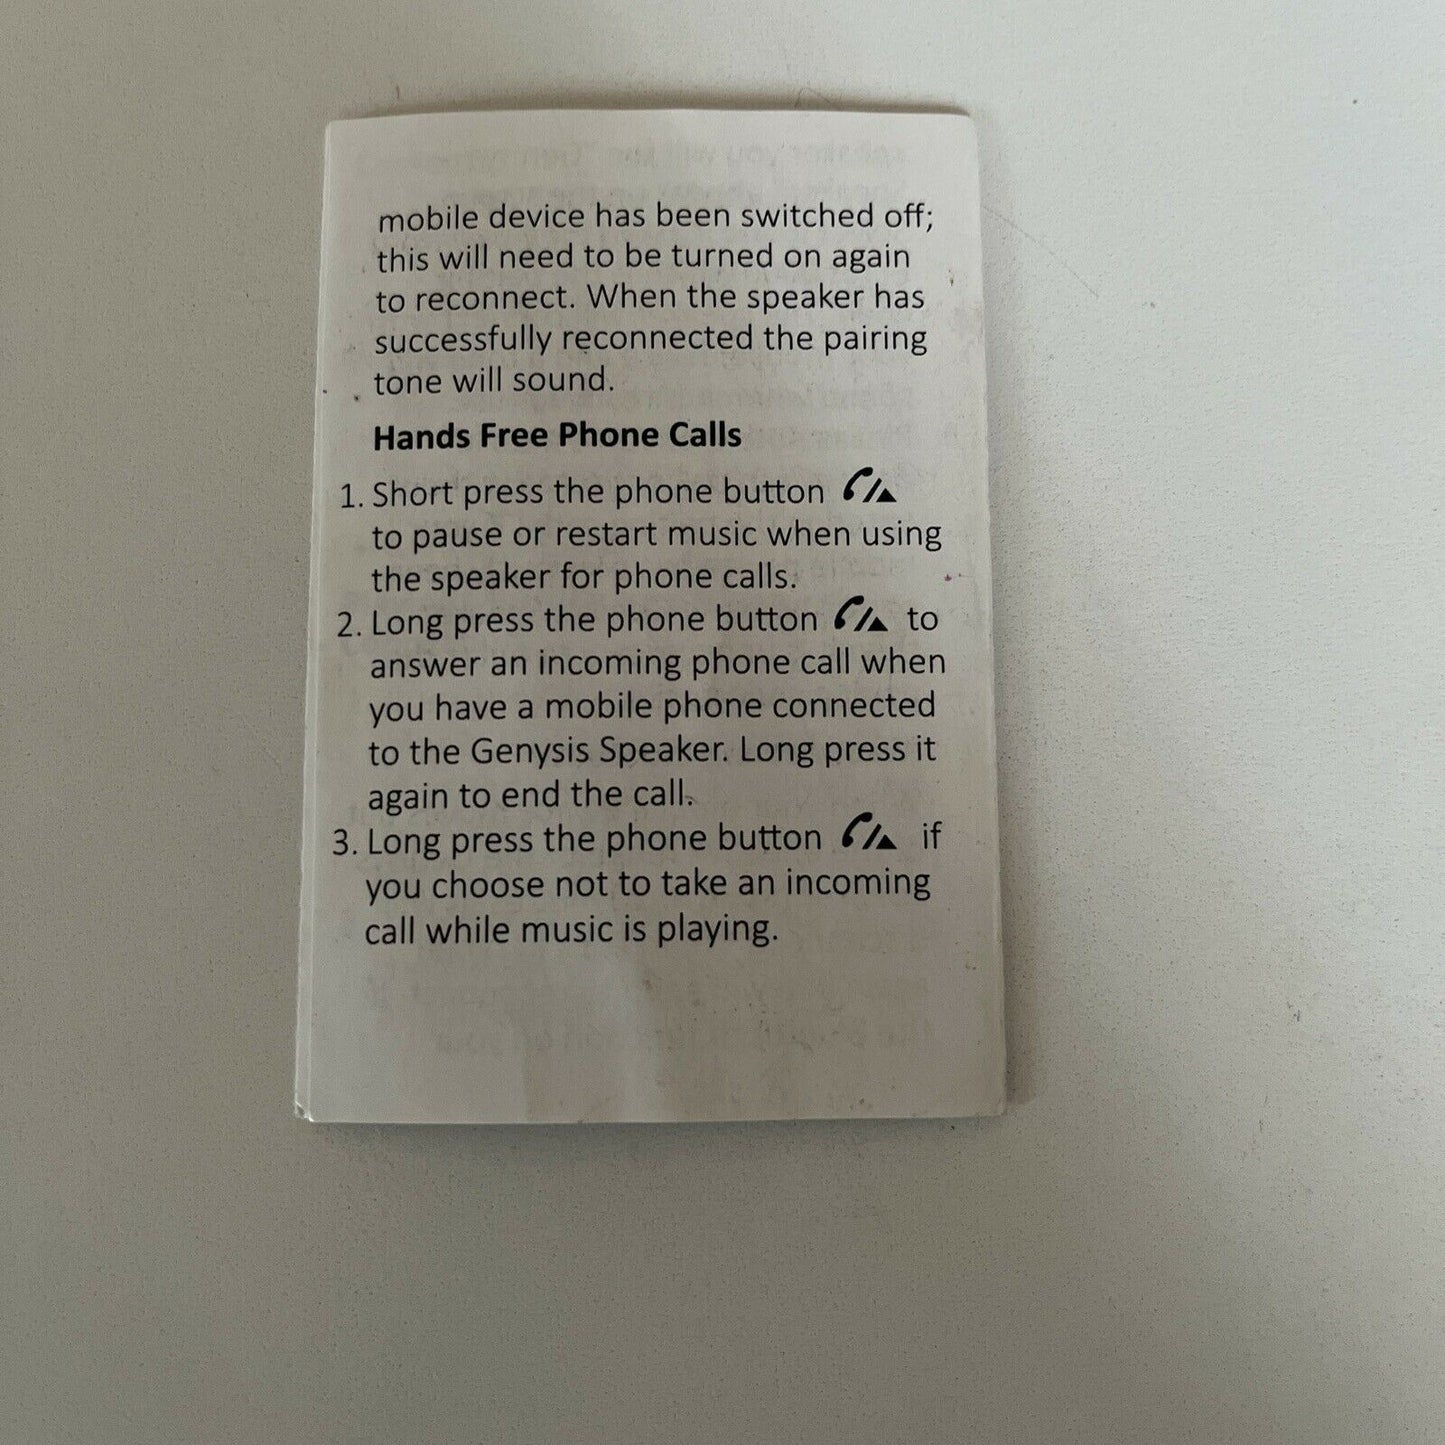 mobile device has been switched off;
this will need to be turned on again
to reconnect. When the speaker has
successfully reconnected the pairing
tone will sound.
Hands Free Phone Calls
1. Short press the phone button
to pause or restart music when using
the speaker for phone calls.
2. Long press the phone button to
answer an incoming phone call when
you have a mobile phone connected
to the Genysis Speaker. Long press it
again to end the call.
3. Long press the phone button if
you choose not to take an incoming
call while music is playing.